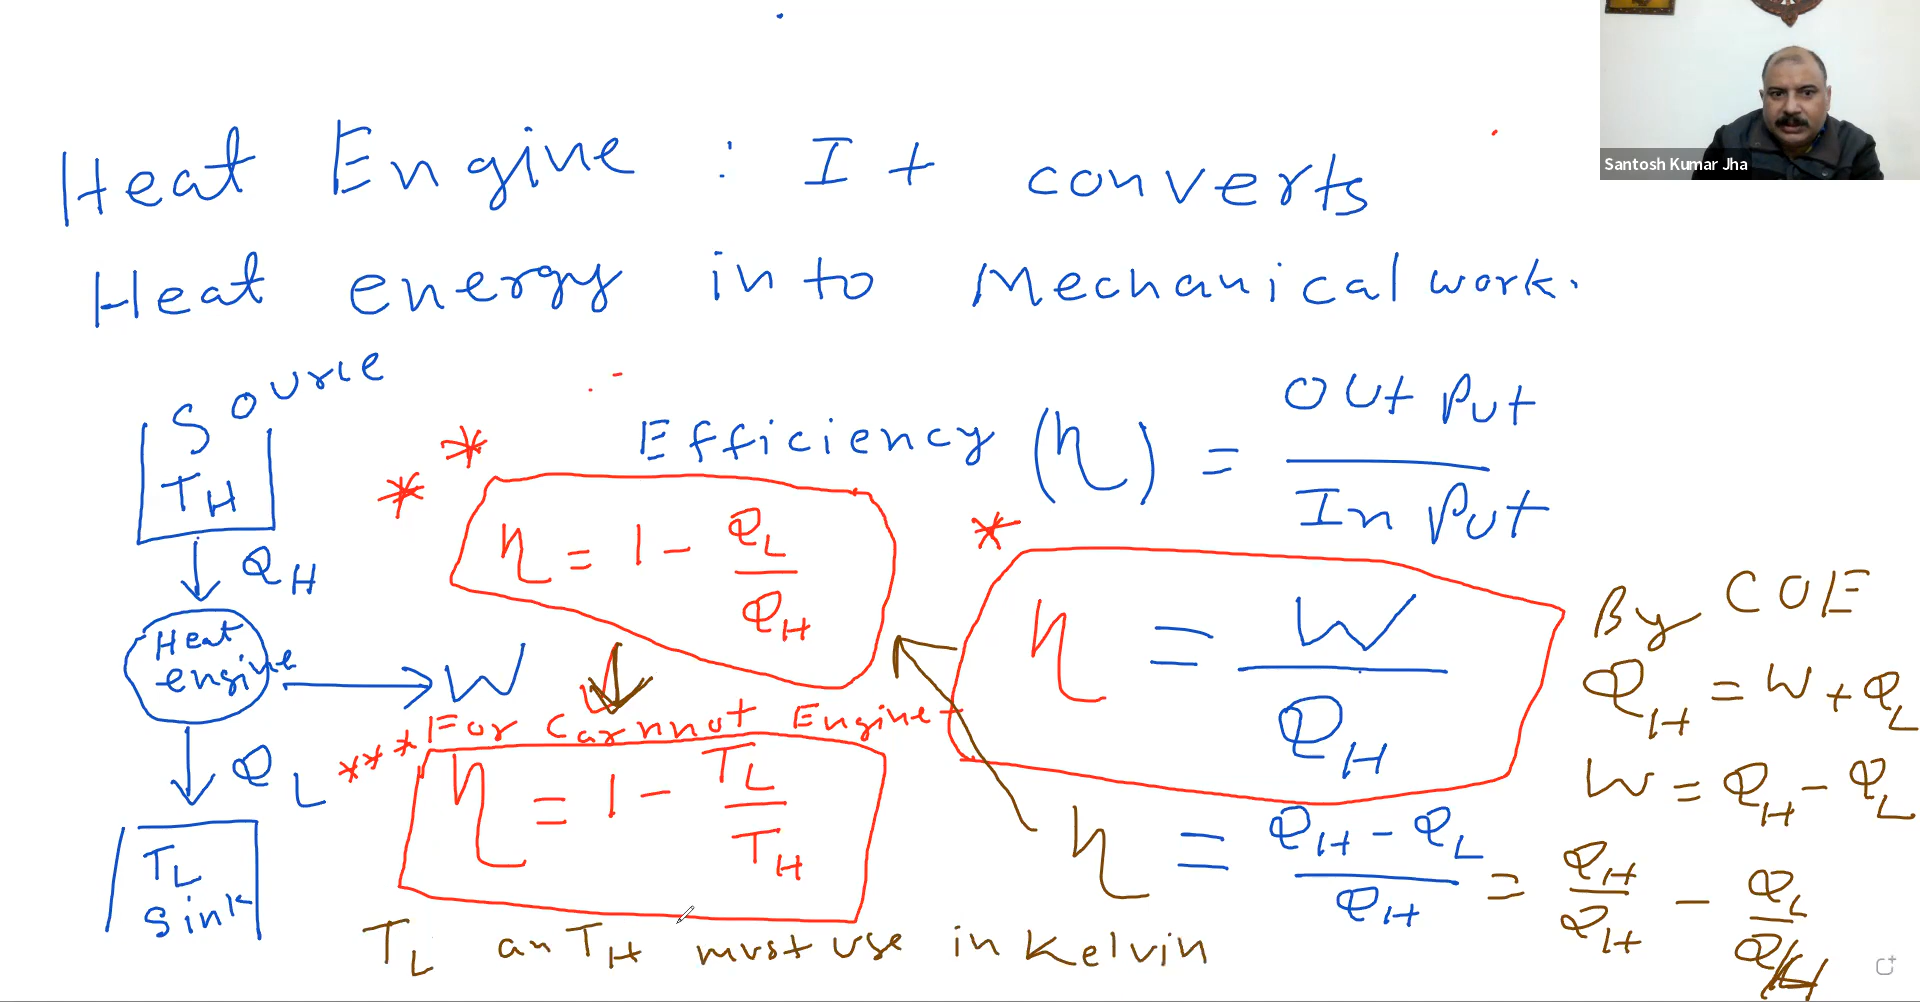 Santosh Kumar Jha
Heat Engine : It converts
Heat energy into Mechanical work.
Source
TH
QH
Heat
engine
W
QL
TL
Sink
Efficiency (η) = Out Put / In Put
** η = 1 - QL / QH
* η = W / QH
For Carnnot Engine
*** η = 1 - TL / TH
TL an TH must use in Kelvin
By COE
QH = W + QL
W = QH - QL
η = QH - QL / QH = QH / QH - QL / QH